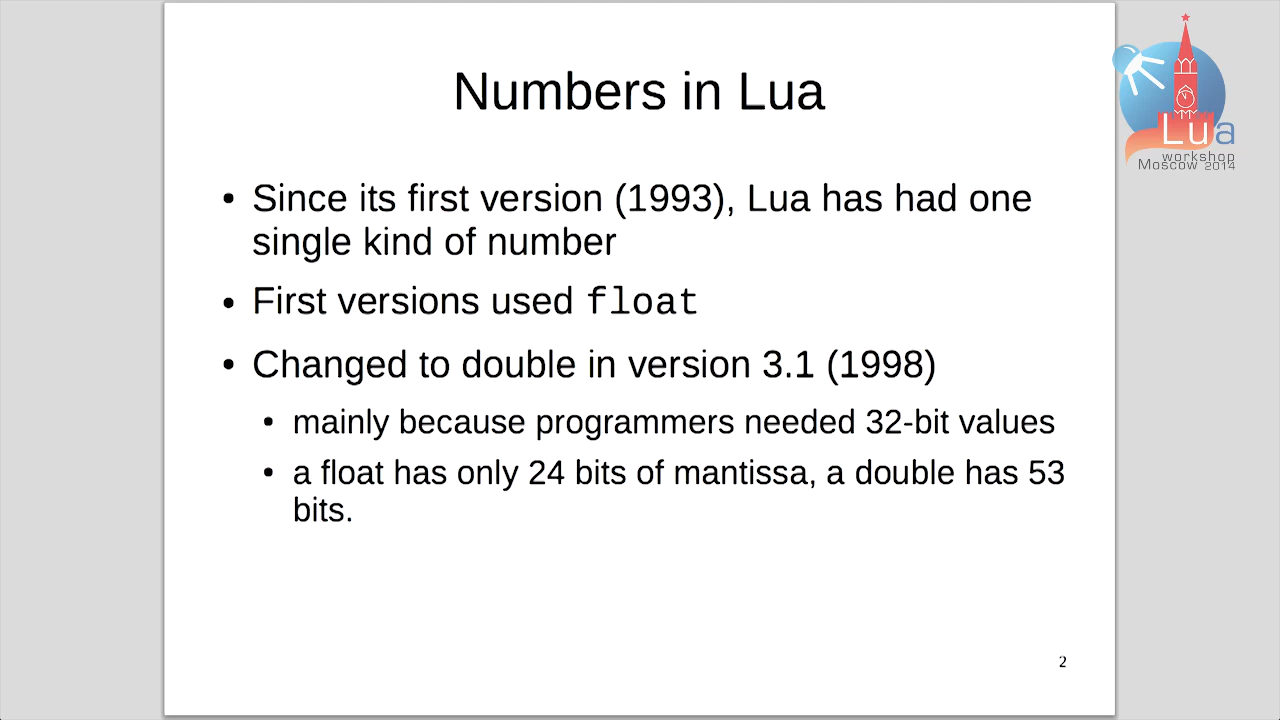 Numbers in Lua
• Since its first version (1993), Lua has had one
single kind of number
• First versions used float
• Changed to double in version 3.1 (1998)
• mainly because programmers needed 32-bit values
• a float has only 24 bits of mantissa, a double has 53
bits.
2
Lua
workshop
Moscow 2014